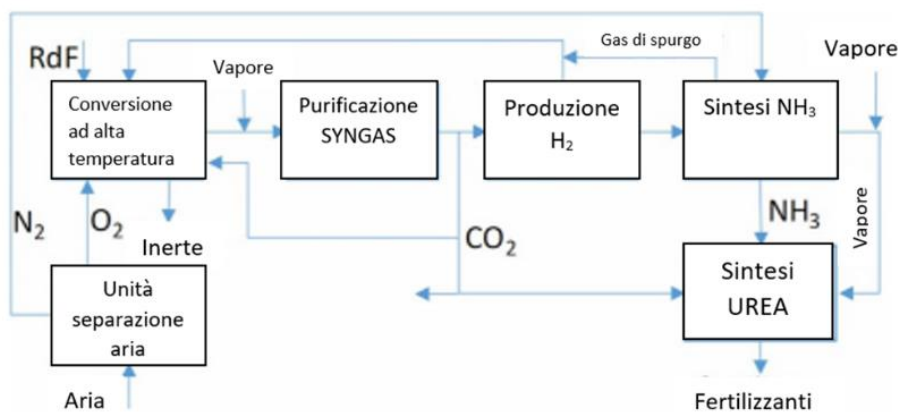 Gas di spurgo
Vapore
RdF
Vapore
Conversione
ad alta
temperatura
Purificazione
SYNGAS
Produzione
H₂
Sintesi NH₃
N₂
O₂
Inerte
CO₂
NH₃
Vapore
Unità
separazione
aria
Sintesi
UREA
Aria
Fertilizzanti